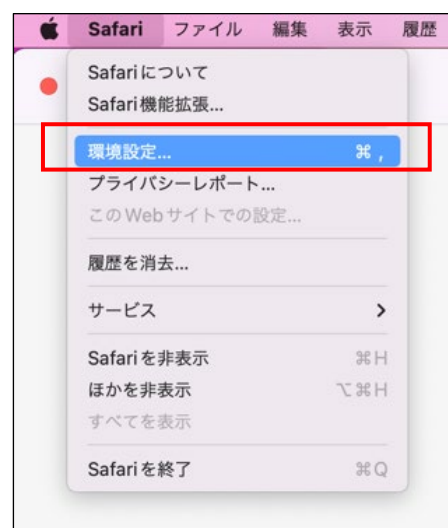 Safari ファイル 編集 表示 履歴
Safariについて
Safari機能拡張...
環境設定... ⌘ ,
プライバシーレポート...
このWebサイトでの設定...
履歴を消去...
サービス
Safariを非表示 ⌘H
ほかを非表示 ⌥⌘H
すべてを表示
Safariを終了 ⌘Q